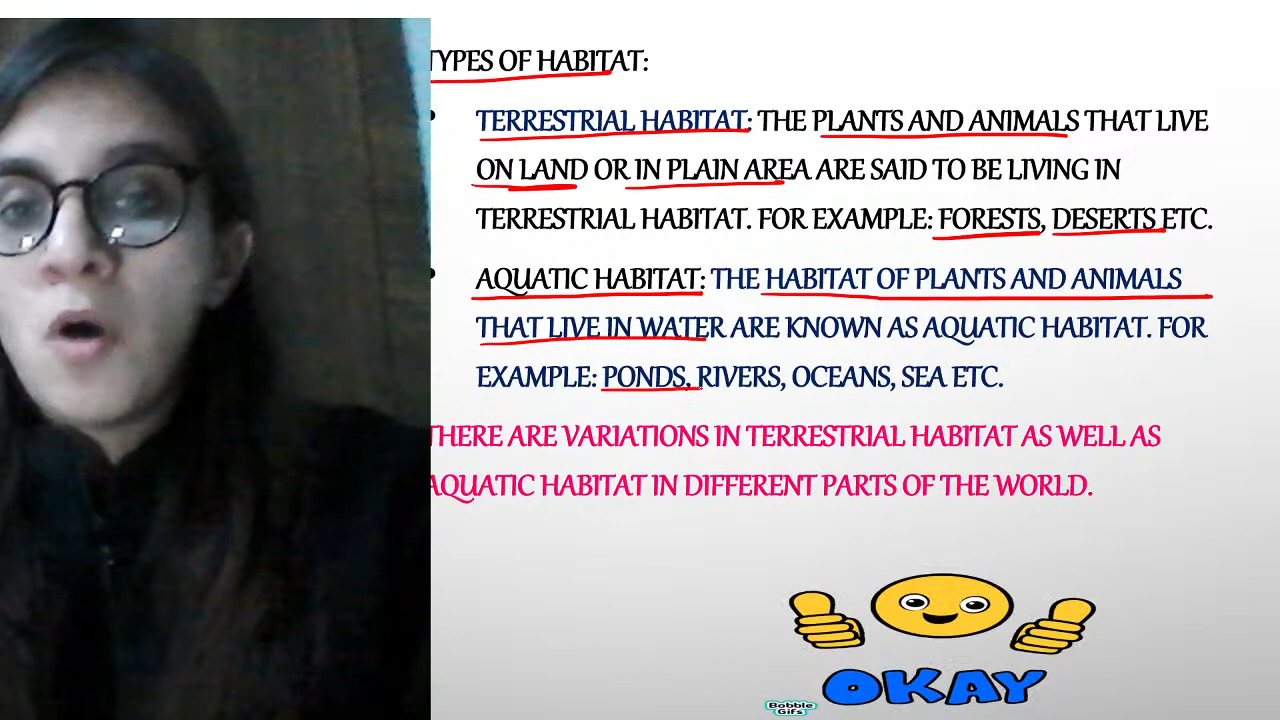 TYPES OF HABITAT:
TERRESTRIAL HABITAT: THE PLANTS AND ANIMALS THAT LIVE
ON LAND OR IN PLAIN AREA ARE SAID TO BE LIVING IN
TERRESTRIAL HABITAT. FOR EXAMPLE: FORESTS, DESERTS ETC.
AQUATIC HABITAT: THE HABITAT OF PLANTS AND ANIMALS
THAT LIVE IN WATER ARE KNOWN AS AQUATIC HABITAT. FOR
EXAMPLE: PONDS, RIVERS, OCEANS, SEA ETC.
THERE ARE VARIATIONS IN TERRESTRIAL HABITAT AS WELL AS
AQUATIC HABITAT IN DIFFERENT PARTS OF THE WORLD.
OKAY
Bobble
Gifs